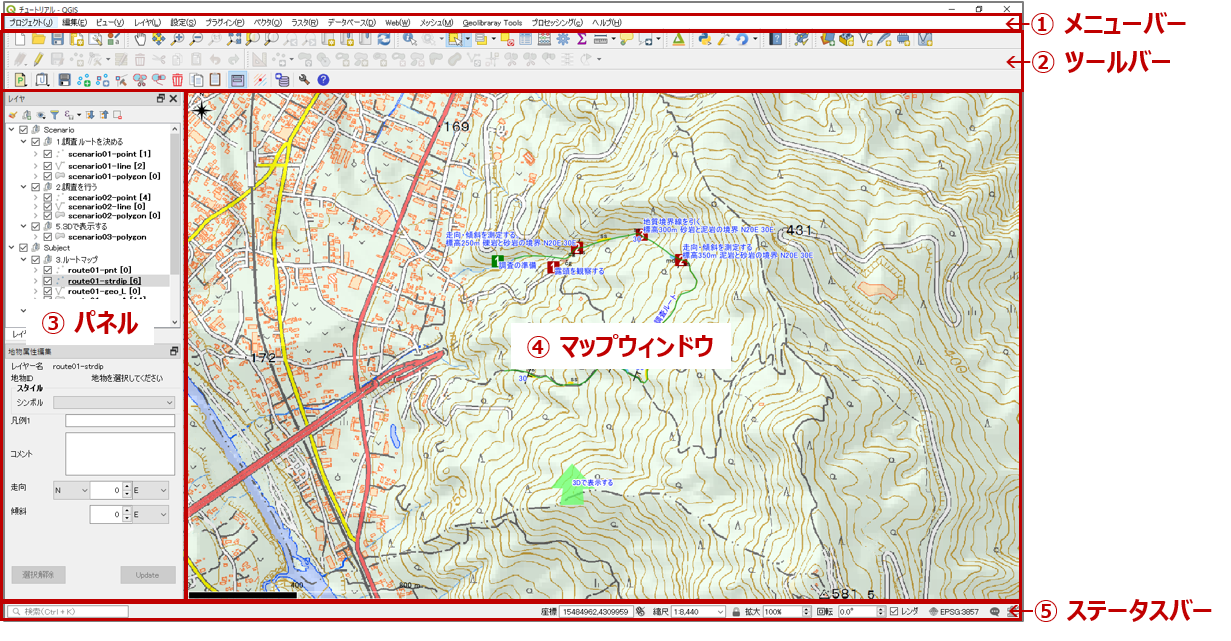 チュートリアル - QGIS
プロジェクト(J) 編集(E) ビュー(V) レイヤ(L) 設定(S) プラグイン(P) ベクタ(O) ラスタ(R) データベース(D) Web(W) メッシュ(M) Geolibraray Tools プロセッシング(C) ヘルプ(H)
① メニューバー
② ツールバー
レイヤ
Scenario
1.調査ルートを決める
scenario01-point [1]
scenario01-line [2]
scenario01-polygon [0]
2.調査を行う
scenario02-point [4]
scenario02-line [0]
scenario02-polygon [0]
5.3Dで表示する
scenario03-polygon
Subject
3.ルートマップ
route01-pnt [0]
route01-strdip [6]
route01-geo_L [0]
③ パネル
地物属性編集
レイヤー名 route01-strdip
地物ID 地物を選択してください
スタイル
シンボル
凡例1
コメント
走向 N 0 E
傾斜 0 E
選択解除 Update
169
431
172
581
地質境界線を引く
標高300m 砂岩と泥岩の境界 N20E 30E
走向・傾斜を測定する
標高250m 礫岩と砂岩の境界 N20E 30E
走向・傾斜を測定する
標高350m 泥岩と砂岩の境界 N20E 30E
調査の準備
露頭を観察する
調査ルート
④ マップウィンドウ
30
3Dで表示する
400
800 m
検索(Ctrl+K) 座標 15484962,4309959 縮尺 1:8,440 拡大 100% 回転 0.0° レンダ EPSG:3857
⑤ ステータスバー